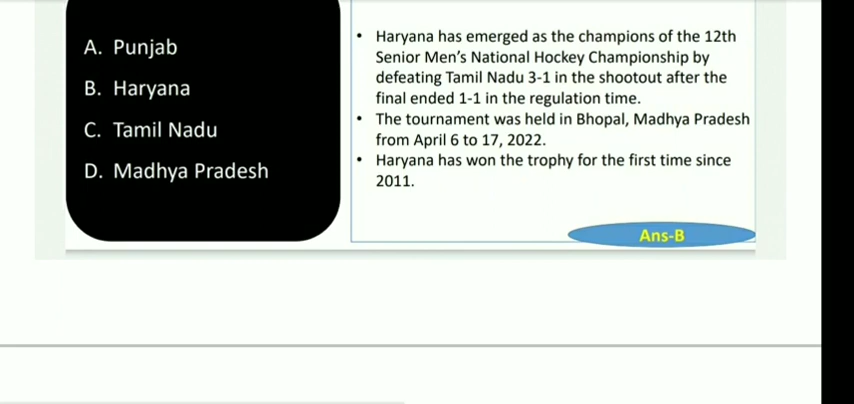 A. Punjab
B. Haryana
C. Tamil Nadu
D. Madhya Pradesh
• Haryana has emerged as the champions of the 12th
Senior Men’s National Hockey Championship by
defeating Tamil Nadu 3-1 in the shootout after the
final ended 1-1 in the regulation time.
• The tournament was held in Bhopal, Madhya Pradesh
from April 6 to 17, 2022.
• Haryana has won the trophy for the first time since
2011.
Ans-B